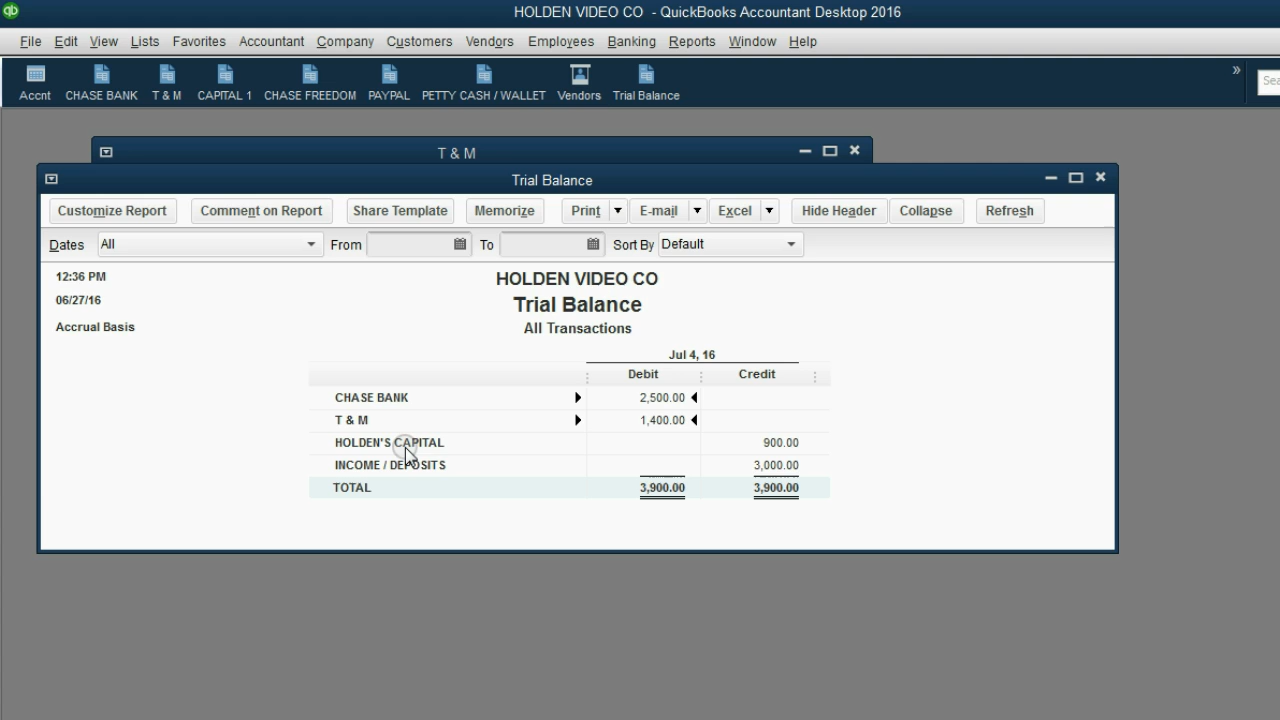 HOLDEN VIDEO CO - QuickBooks Accountant Desktop 2016
File Edit View Lists Favorites Accountant Company Customers Vendors Employees Banking Reports Window Help
Accnt CHASE BANK T & M CAPITAL 1 CHASE FREEDOM PAYPAL PETTY CASH / WALLET Vendors Trial Balance » Sea
T & M
Trial Balance
Customize Report Comment on Report Share Template Memorize Print E-mail Excel Hide Header Collapse Refresh
Dates All From To Sort By Default
12:36 PM
HOLDEN VIDEO CO
06/27/16
Trial Balance
Accrual Basis
All Transactions
Jul 4, 16
Debit Credit
CHASE BANK 2,500.00
T & M 1,400.00
HOLDEN'S CAPITAL 900.00
INCOME / DEPOSITS 3,000.00
TOTAL 3,900.00 3,900.00